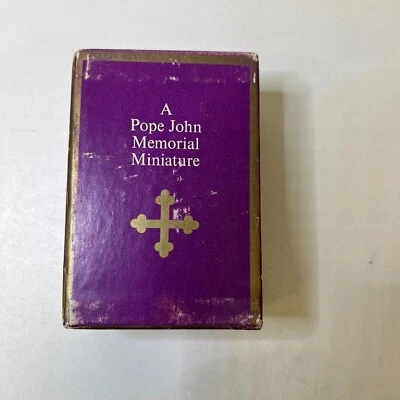 A
Pope John
Memorial
Miniature